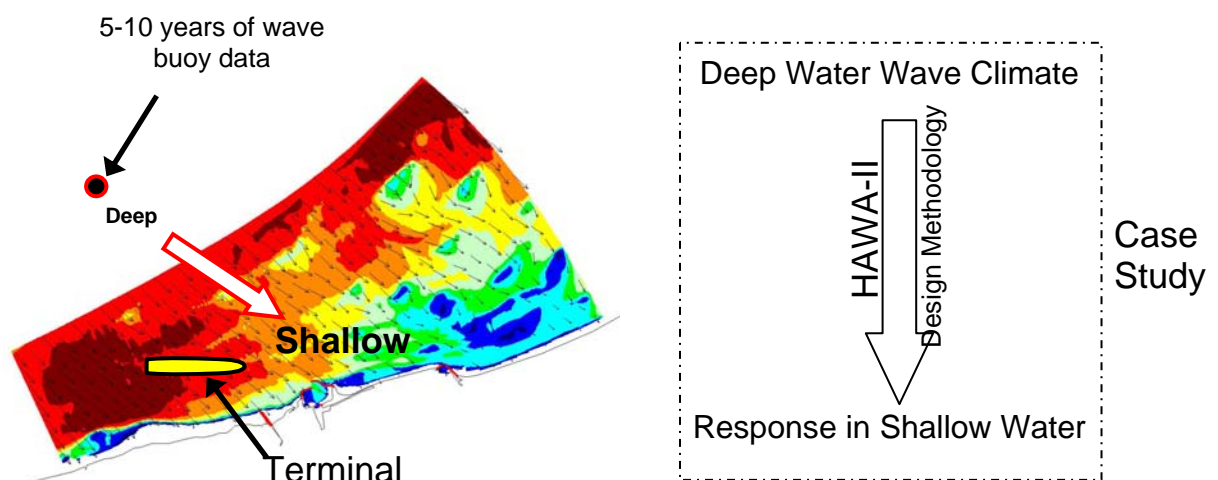 5-10 years of wave
buoy data
Deep
Shallow
Terminal
Deep Water Wave Climate
HAWA-II
Design Methodology
Response in Shallow Water
Case
Study